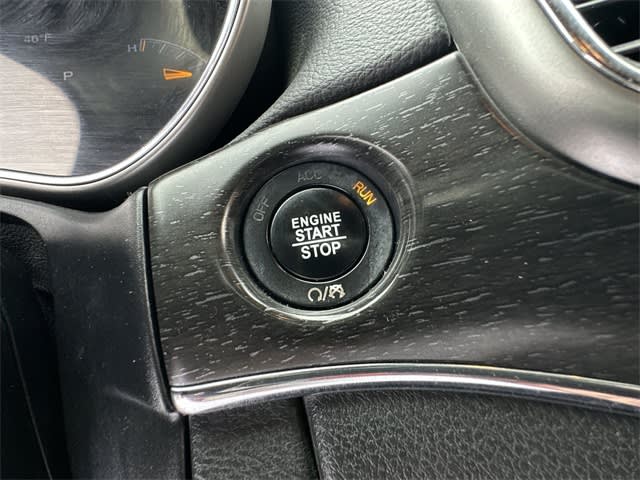 46°F
H
P
OFF ACC RUN
ENGINE
START
STOP